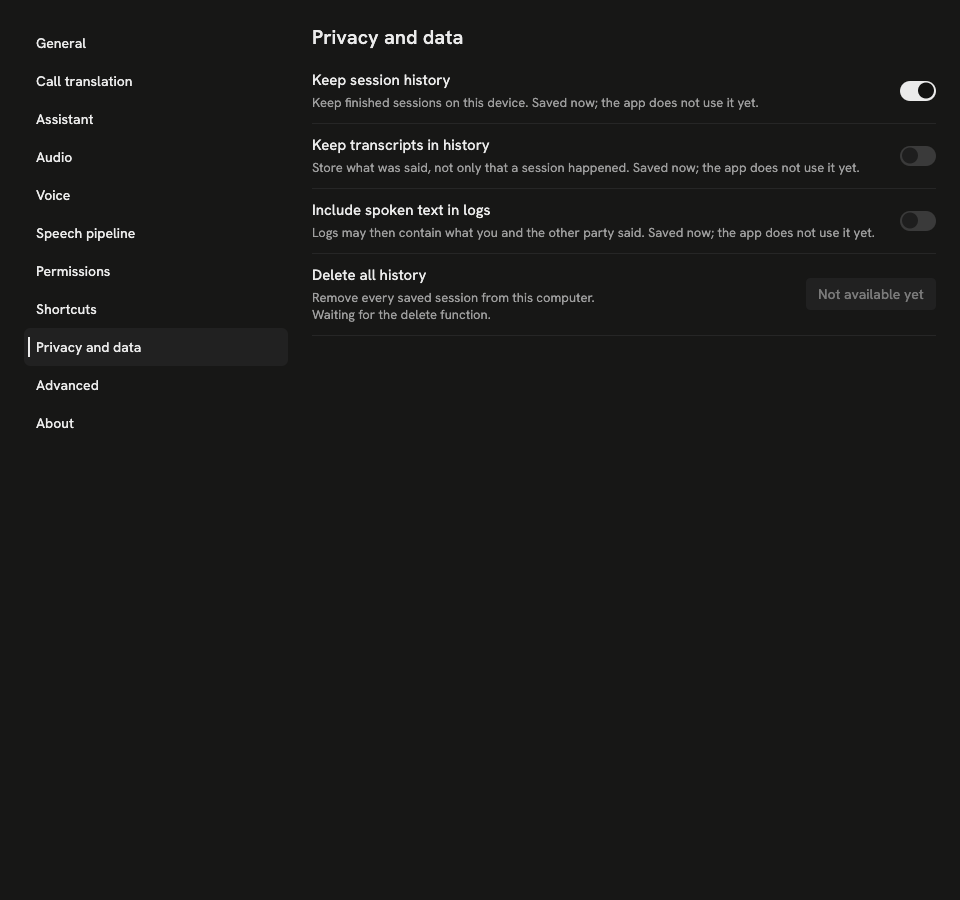 General
Call translation
Assistant
Audio
Voice
Speech pipeline
Permissions
Shortcuts
Privacy and data
Advanced
About
Privacy and data
Keep session history
Keep finished sessions on this device. Saved now; the app does not use it yet.
Keep transcripts in history
Store what was said, not only that a session happened. Saved now; the app does not use it yet.
Include spoken text in logs
Logs may then contain what you and the other party said. Saved now; the app does not use it yet.
Delete all history
Remove every saved session from this computer.
Waiting for the delete function.
Not available yet